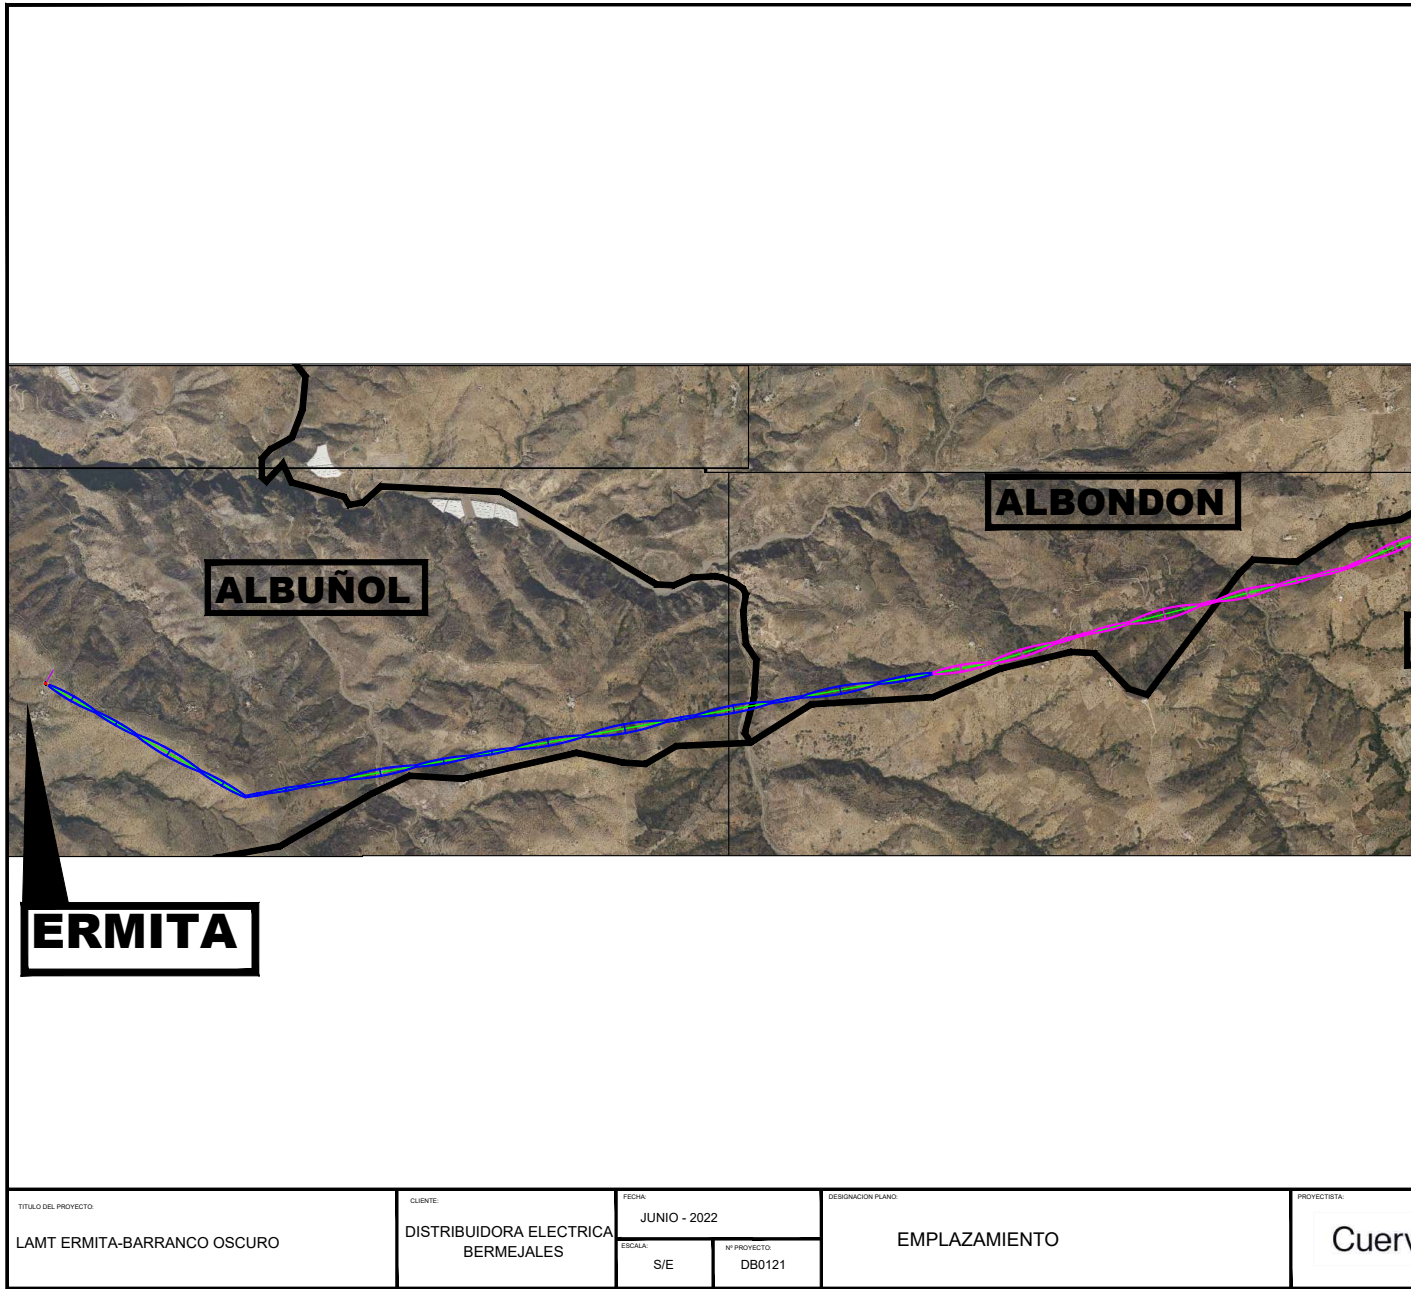 ALBONDON
ALBUÑOL
ERMITA
TITULO DEL PROYECTO:
LAMT ERMITA-BARRANCO OSCURO
CLIENTE:
DISTRIBUIDORA ELECTRICA
BERMEJALES
FECHA:
JUNIO - 2022
ESCALA:
S/E
Nº PROYECTO:
DB0121
DESIGNACION PLANO:
EMPLAZAMIENTO
PROYECTISTA: